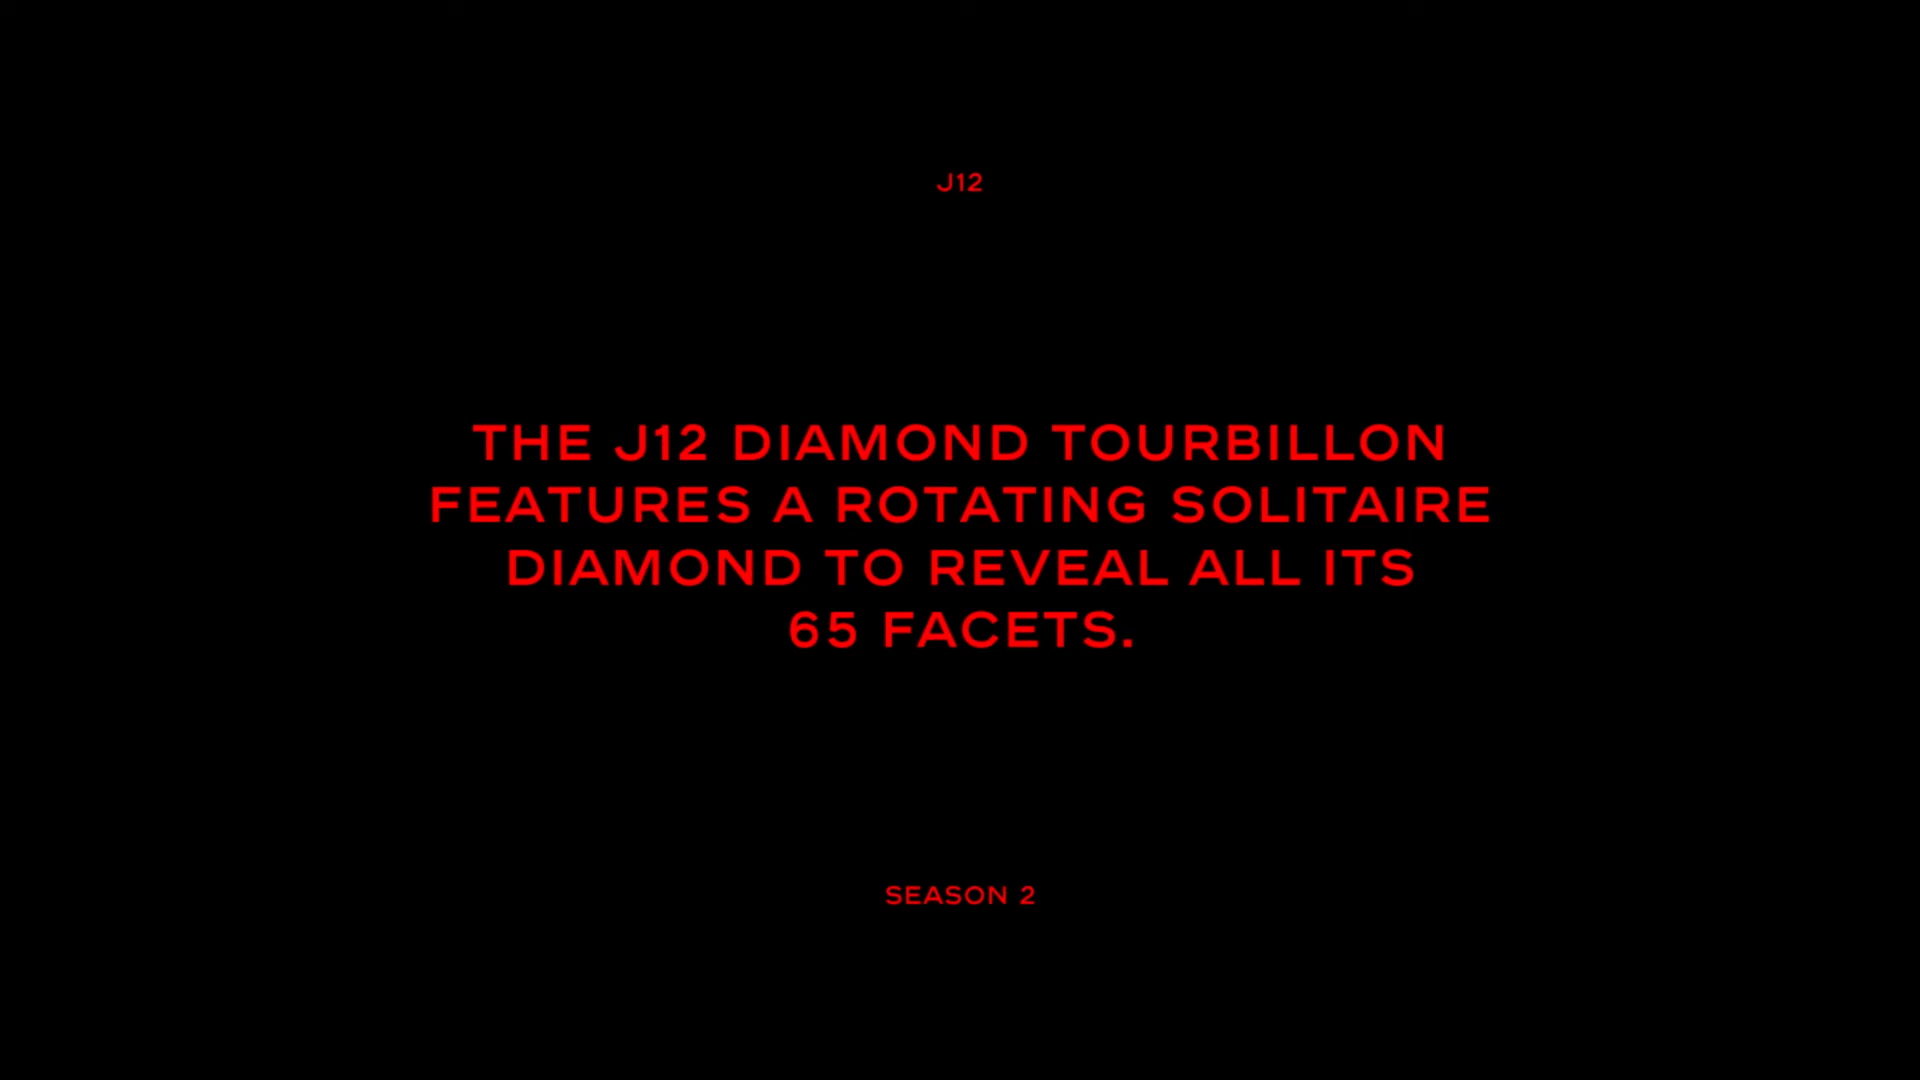 J12
THE J12 DIAMOND TOURBILLON
FEATURES A ROTATING SOLITAIRE
DIAMOND TO REVEAL ALL ITS
65 FACETS.
SEASON 2